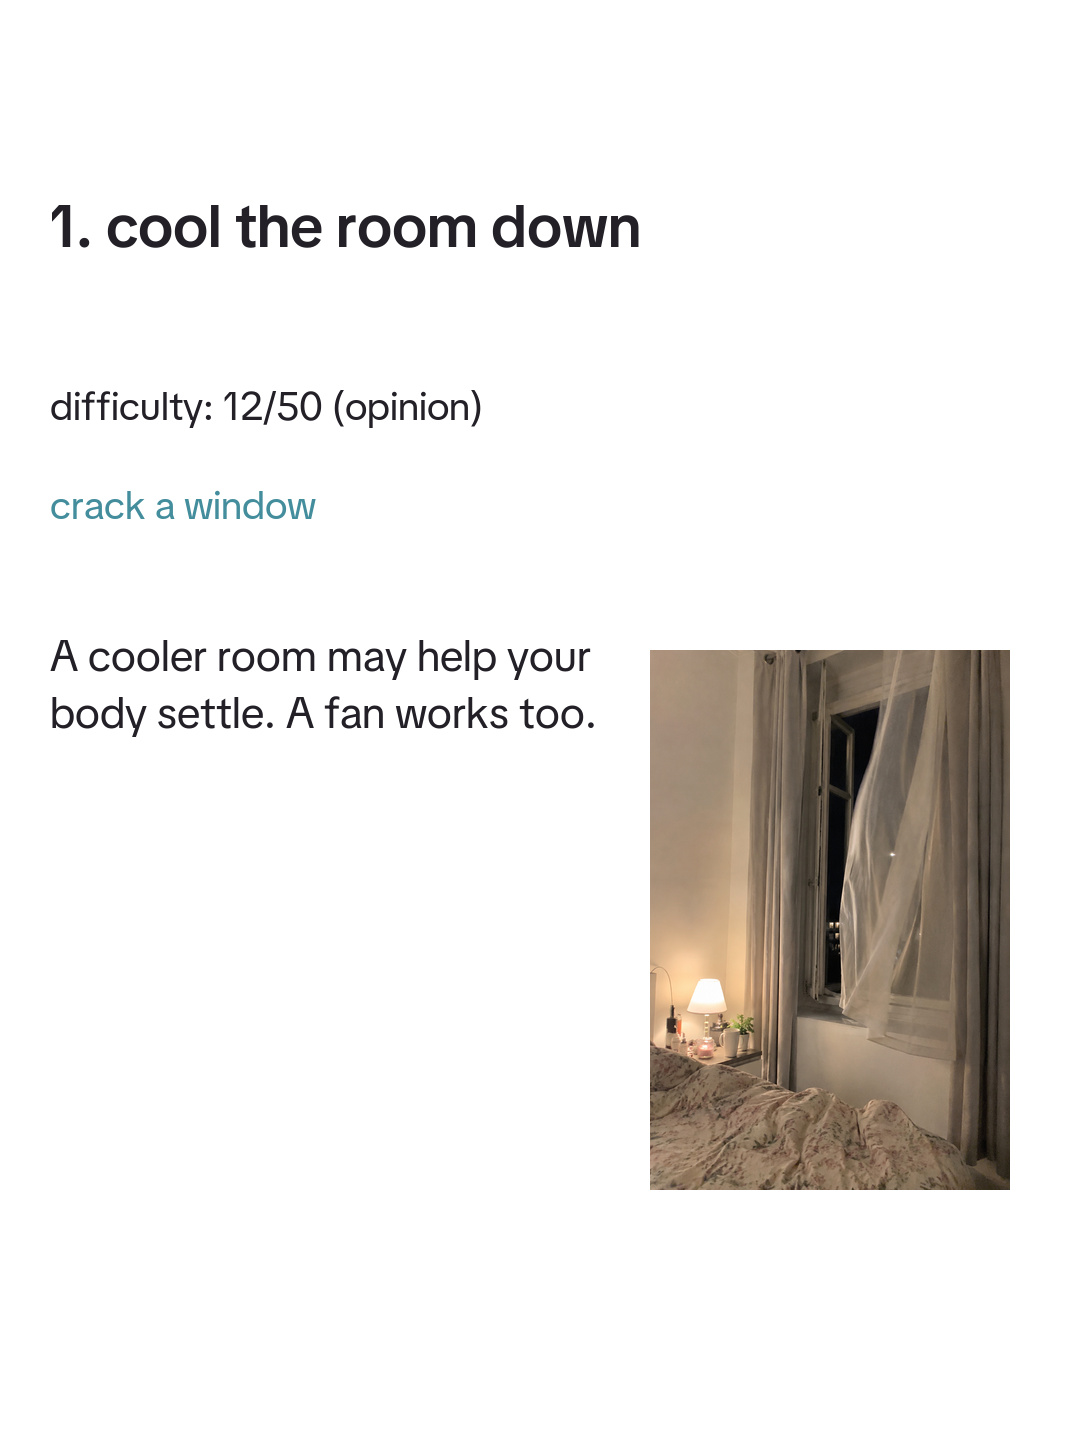 1. cool the room down
difficulty: 12/50 (opinion)
crack a window
A cooler room may help your
body settle. A fan works too.